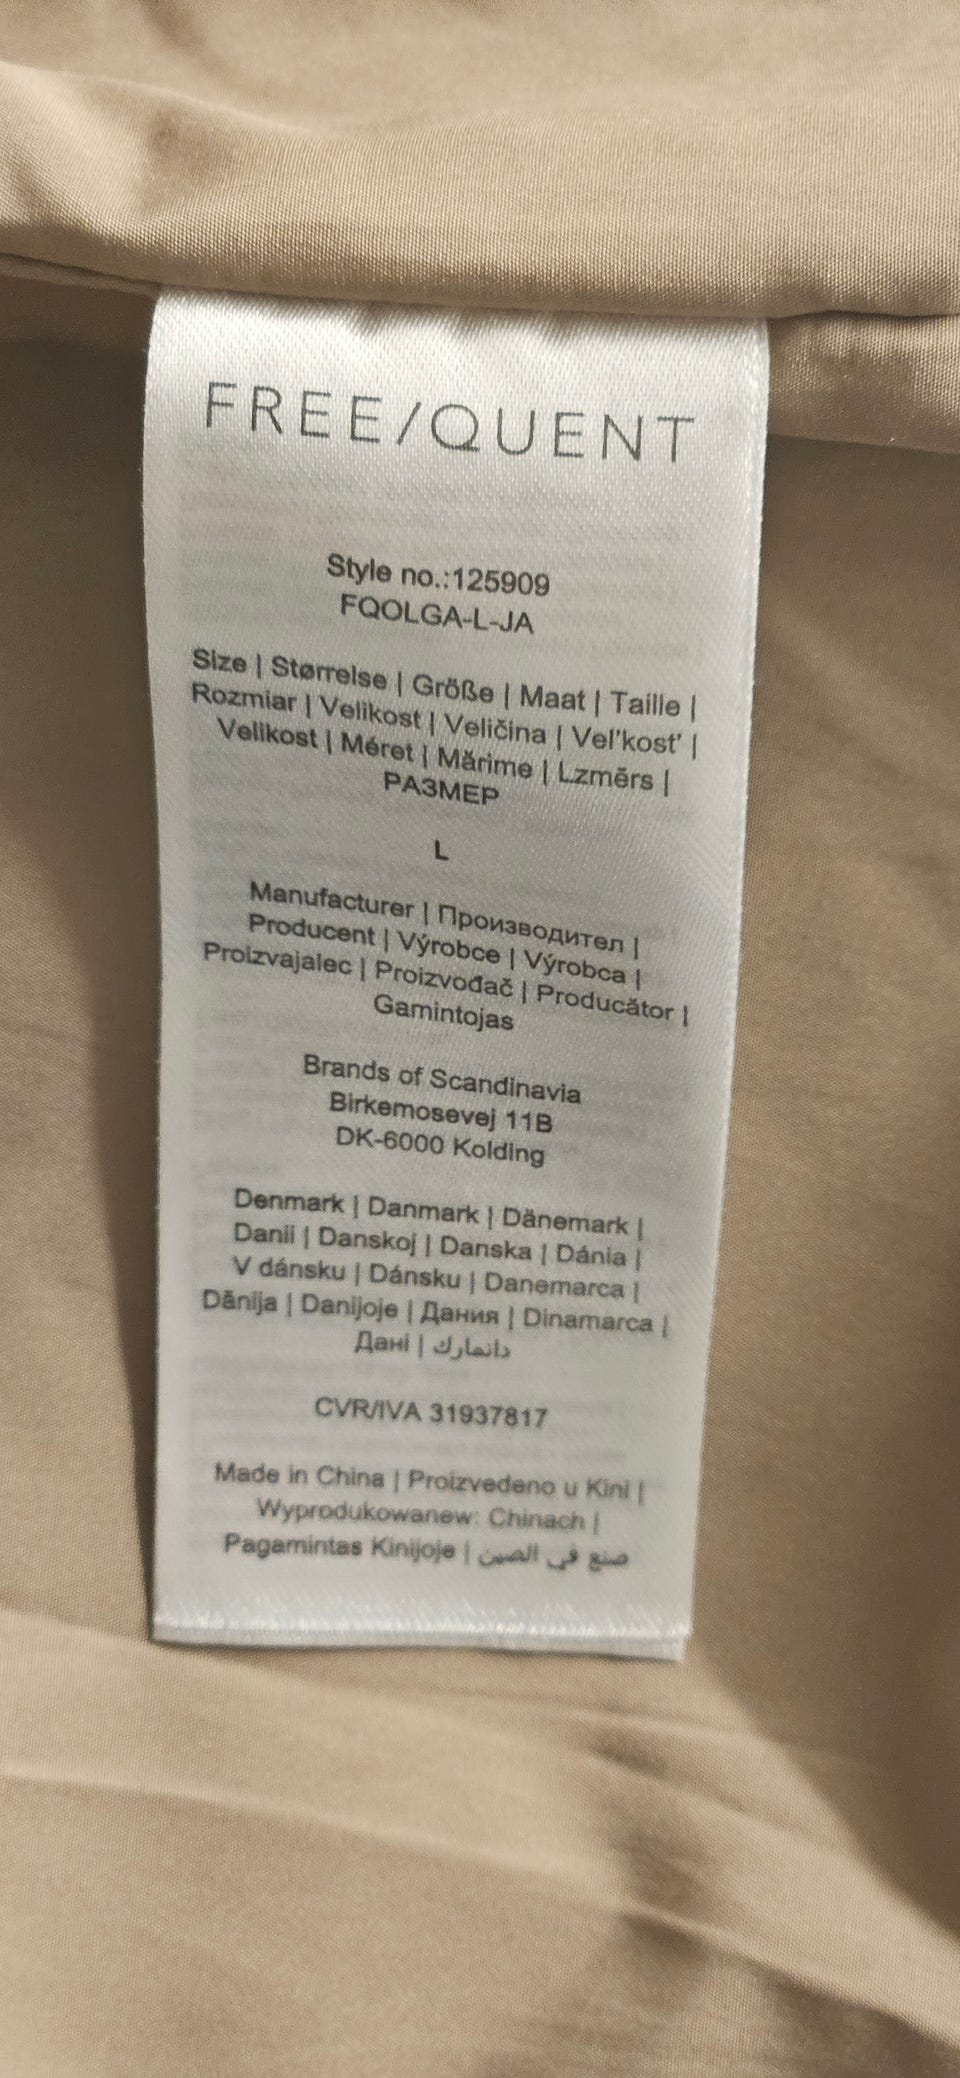 FREE/QUENT
Style no.:125909
FQOLGA-L-JA
Size | Størrelse | Größe | Maat | Taille |
Rozmiar | Velikost | Veličina | Vel'kost' |
Velikost | Méret | Mărime | Lzmērs |
РАЗМЕР
L
Manufacturer | Производител |
Producent | Výrobce | Výrobca |
Proizvajalec | Proizvođač | Producător |
Gamintojas
Brands of Scandinavia
Birkemosevej 11B
DK-6000 Kolding
Denmark | Danmark | Dänemark |
Danii | Danskoj | Danska | Dánia |
V dánsku | Dánsku | Danemarca |
Dānija | Danijoje | Дания | Dinamarca |
Дані | دانمارك
CVR/IVA 31937817
Made in China | Proizvedeno u Kini |
Wyprodukowanew: Chinach |
Pagamintas Kinijoje | صنع في الصين